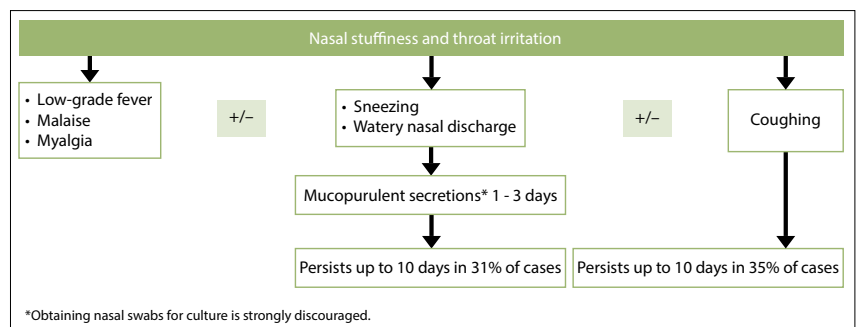 Nasal stuffiness and throat irritation
• Low-grade fever
• Malaise
• Myalgia
+/–
• Sneezing
• Watery nasal discharge
+/–
Coughing
Mucopurulent secretions* 1 - 3 days
Persists up to 10 days in 31% of cases
Persists up to 10 days in 35% of cases
*Obtaining nasal swabs for culture is strongly discouraged.